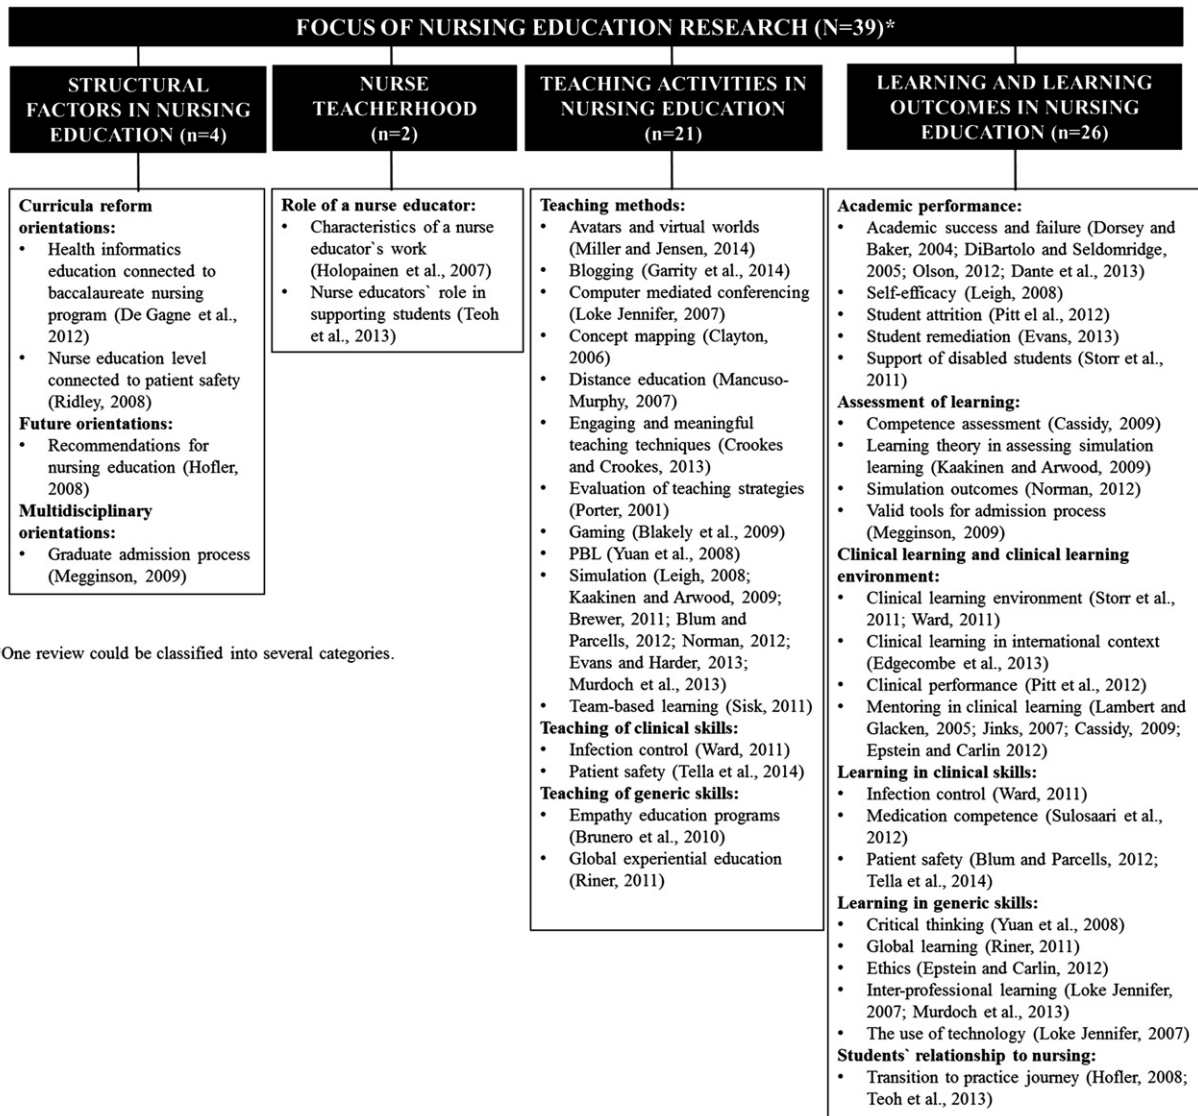 FOCUS OF NURSING EDUCATION RESEARCH (N=39)*
STRUCTURAL
FACTORS IN NURSING
EDUCATION (n=4)
Curricula reform
orientations:
• Health informatics
education connected to
baccalaureate nursing
program (De Gagne et al.,
2012)
• Nurse education level
connected to patient safety
(Ridley, 2008)
Future orientations:
• Recommendations for
nursing education (Hofler,
2008)
Multidisciplinary
orientations:
• Graduate admission process
(Megginson, 2009)
NURSE
TEACHERHOOD
(n=2)
Role of a nurse educator:
• Characteristics of a nurse
educator`s work
(Holopainen et al., 2007)
• Nurse educators` role in
supporting students (Teoh
et al., 2013)
TEACHING ACTIVITIES IN
NURSING EDUCATION
(n=21)
Teaching methods:
• Avatars and virtual worlds
(Miller and Jensen, 2014)
• Blogging (Garrity et al., 2014)
• Computer mediated conferencing
(Loke Jennifer, 2007)
• Concept mapping (Clayton,
2006)
• Distance education (Mancuso-
Murphy, 2007)
• Engaging and meaningful
teaching techniques (Crookes
and Crookes, 2013)
• Evaluation of teaching strategies
(Porter, 2001)
• Gaming (Blakely et al., 2009)
• PBL (Yuan et al., 2008)
• Simulation (Leigh, 2008;
Kaakinen and Arwood, 2009;
Brewer, 2011; Blum and
Parcells, 2012; Norman, 2012;
Evans and Harder, 2013;
Murdoch et al., 2013)
• Team-based learning (Sisk, 2011)
Teaching of clinical skills:
• Infection control (Ward, 2011)
• Patient safety (Tella et al., 2014)
Teaching of generic skills:
• Empathy education programs
(Brunero et al., 2010)
• Global experiential education
(Riner, 2011)
LEARNING AND LEARNING
OUTCOMES IN NURSING
EDUCATION (n=26)
Academic performance:
• Academic success and failure (Dorsey and
Baker, 2004; DiBartolo and Seldomridge,
2005; Olson, 2012; Dante et al., 2013)
• Self-efficacy (Leigh, 2008)
• Student attrition (Pitt el al., 2012)
• Student remediation (Evans, 2013)
• Support of disabled students (Storr et al.,
2011)
Assessment of learning:
• Competence assessment (Cassidy, 2009)
• Learning theory in assessing simulation
learning (Kaakinen and Arwood, 2009)
• Simulation outcomes (Norman, 2012)
• Valid tools for admission process
(Megginson, 2009)
Clinical learning and clinical learning
environment:
• Clinical learning environment (Storr et al.,
2011; Ward, 2011)
• Clinical learning in international context
(Edgecombe et al., 2013)
• Clinical performance (Pitt et al., 2012)
• Mentoring in clinical learning (Lambert and
Glacken, 2005; Jinks, 2007; Cassidy, 2009;
Epstein and Carlin 2012)
Learning in clinical skills:
• Infection control (Ward, 2011)
• Medication competence (Sulosaari et al.,
2012)
• Patient safety (Blum and Parcells, 2012;
Tella et al., 2014)
Learning in generic skills:
• Critical thinking (Yuan et al., 2008)
• Global learning (Riner, 2011)
• Ethics (Epstein and Carlin, 2012)
• Inter-professional learning (Loke Jennifer,
2007; Murdoch et al., 2013)
• The use of technology (Loke Jennifer, 2007)
Students` relationship to nursing:
• Transition to practice journey (Hofler, 2008;
Teoh et al., 2013)
One review could be classified into several categories.